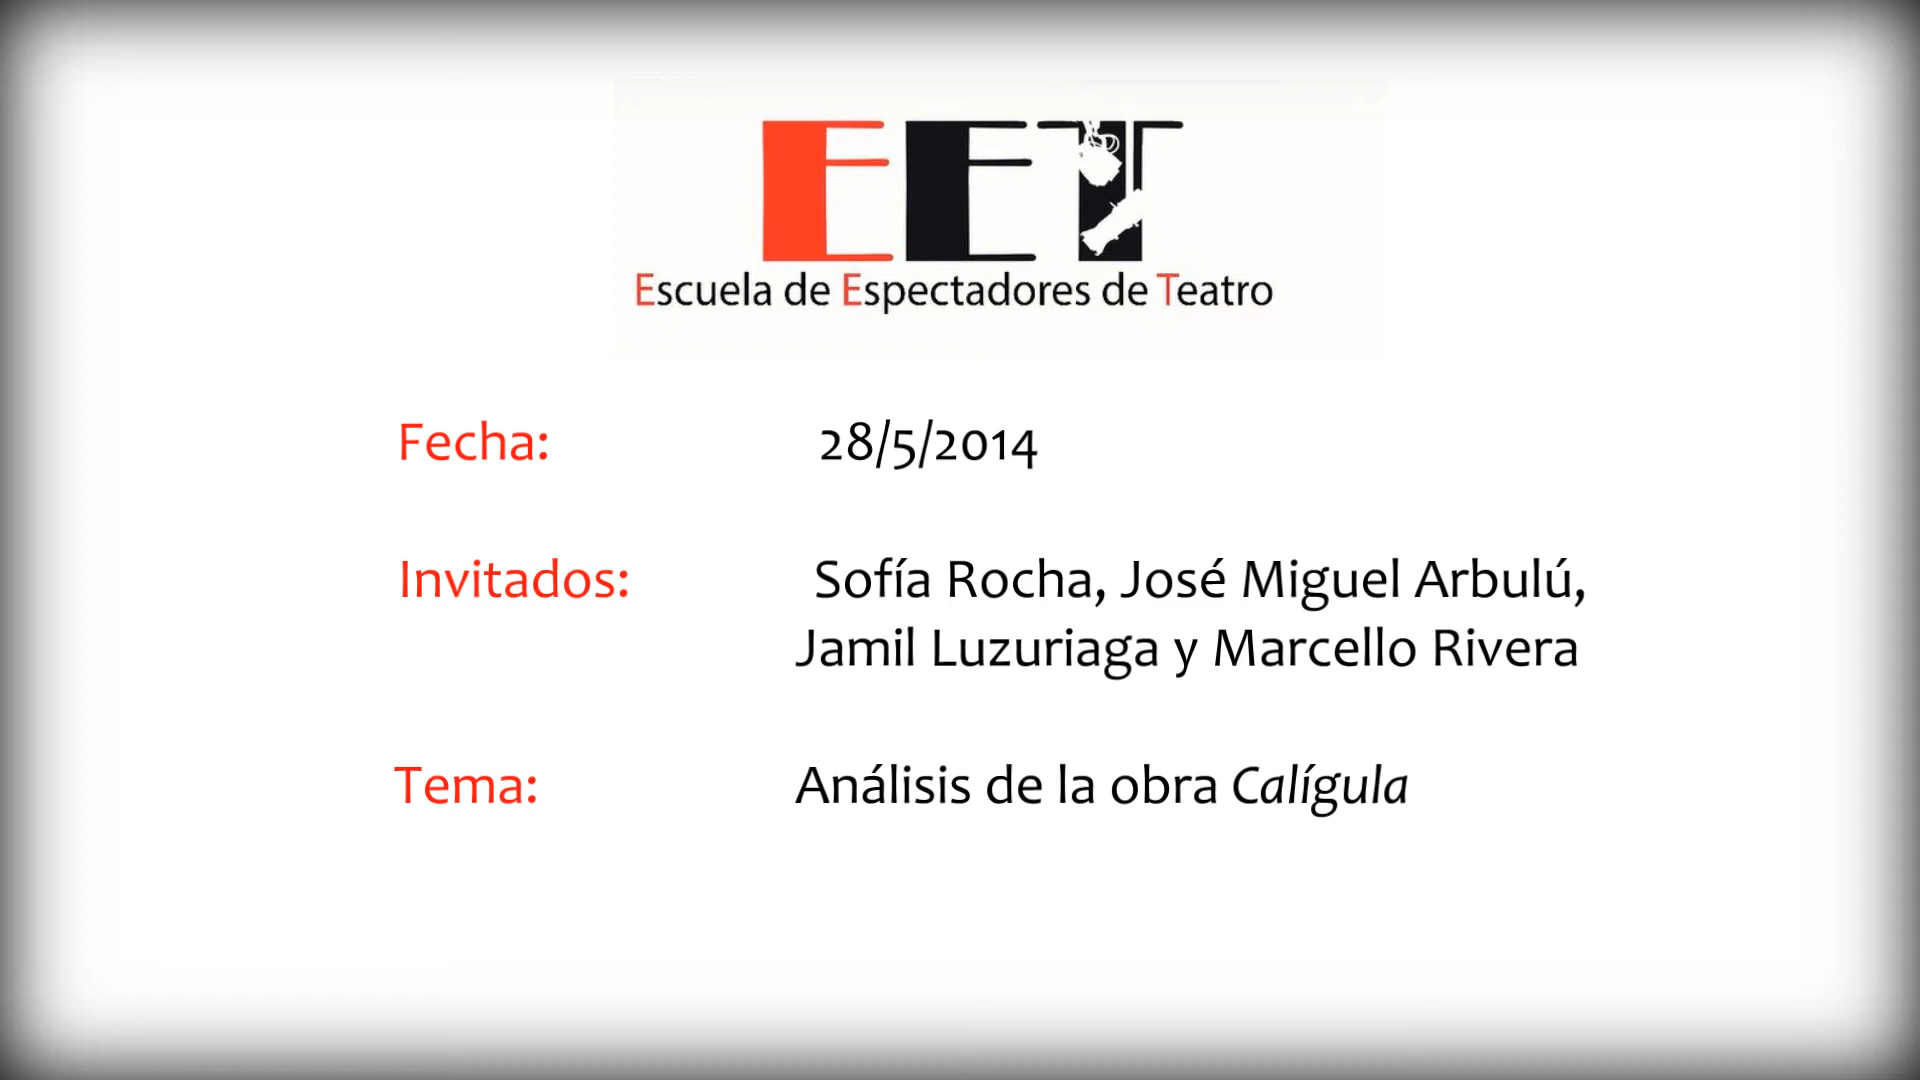 EET
Escuela de Espectadores de Teatro
Fecha: 28/5/2014
Invitados: Sofía Rocha, José Miguel Arbulú,
Jamil Luzuriaga y Marcello Rivera
Tema: Análisis de la obra Calígula